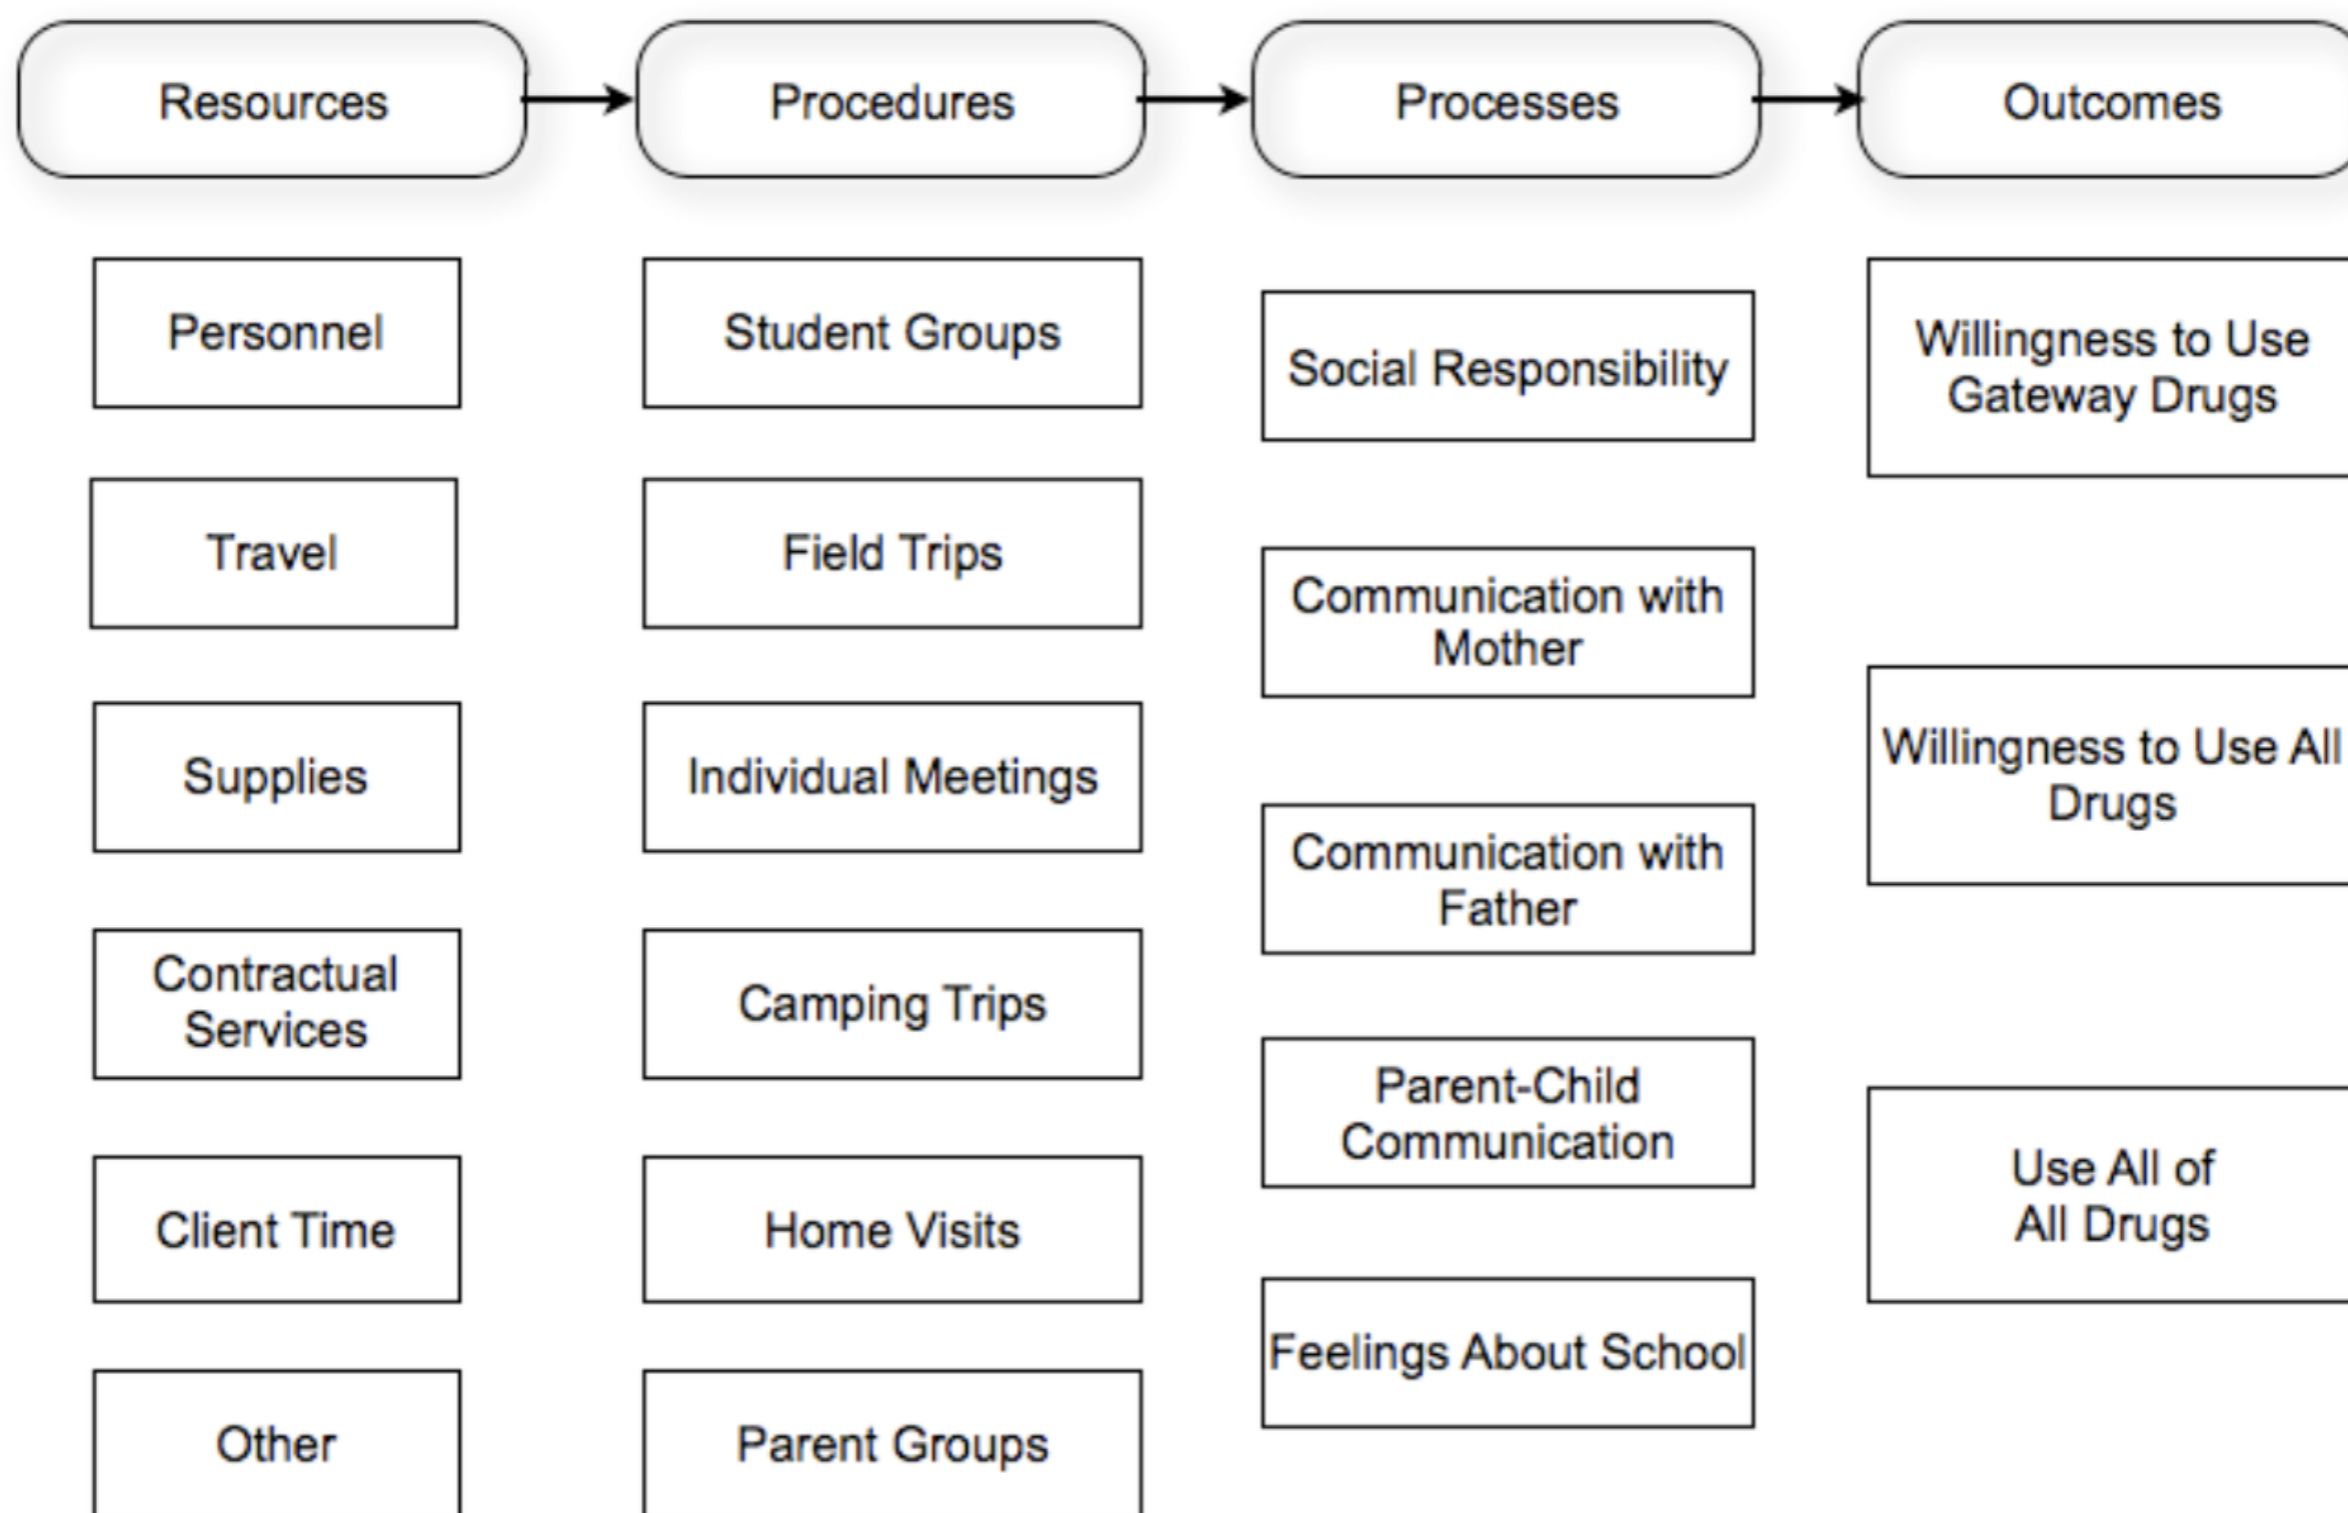 Resources
Procedures
Processes
Outcomes
Personnel
Travel
Supplies
Contractual
Services
Client Time
Other
Student Groups
Field Trips
Individual Meetings
Camping Trips
Home Visits
Parent Groups
Social Responsibility
Communication with
Mother
Communication with
Father
Parent-Child
Communication
Feelings About School
Willingness to Use
Gateway Drugs
Willingness to Use All
Drugs
Use All of
All Drugs